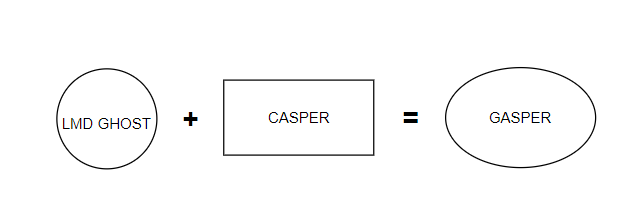 LMD GHOST + CASPER = GASPER